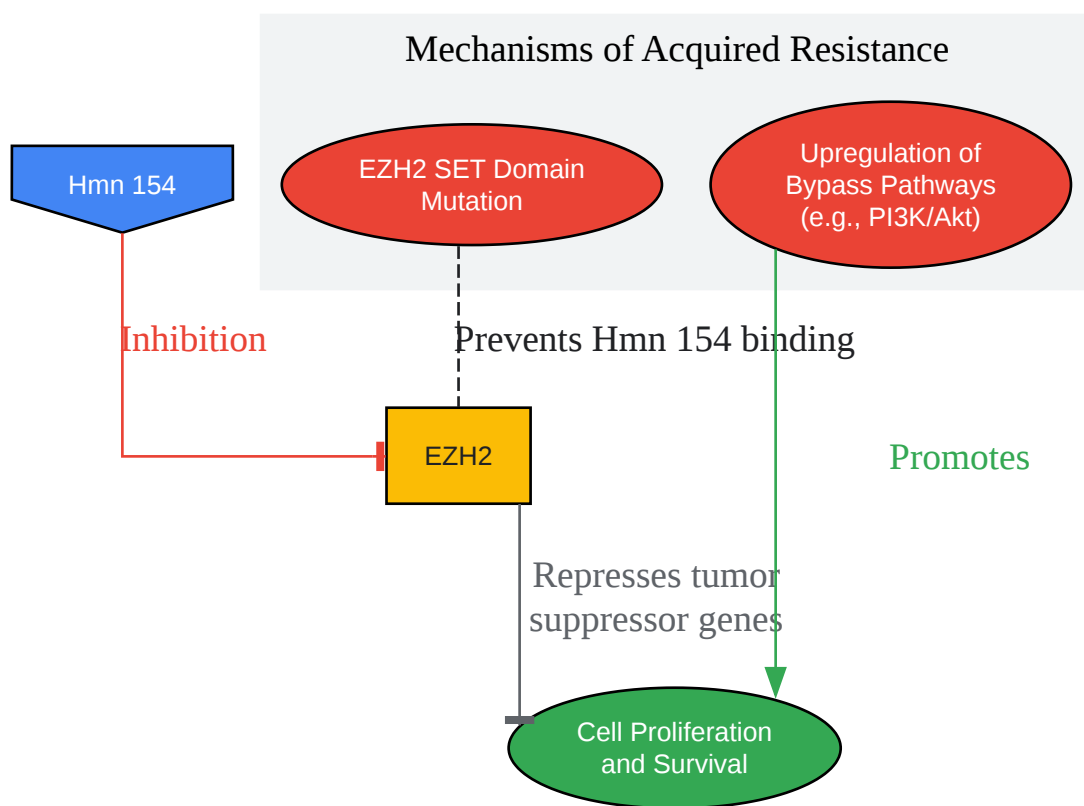 Mechanisms of Acquired Resistance
Hmn 154
EZH2 SET Domain
Mutation
Upregulation of
Bypass Pathways
(e.g., PI3K/Akt)
Inhibition
Prevents Hmn 154 binding
EZH2
Promotes
Represses tumor
suppressor genes
Cell Proliferation
and Survival